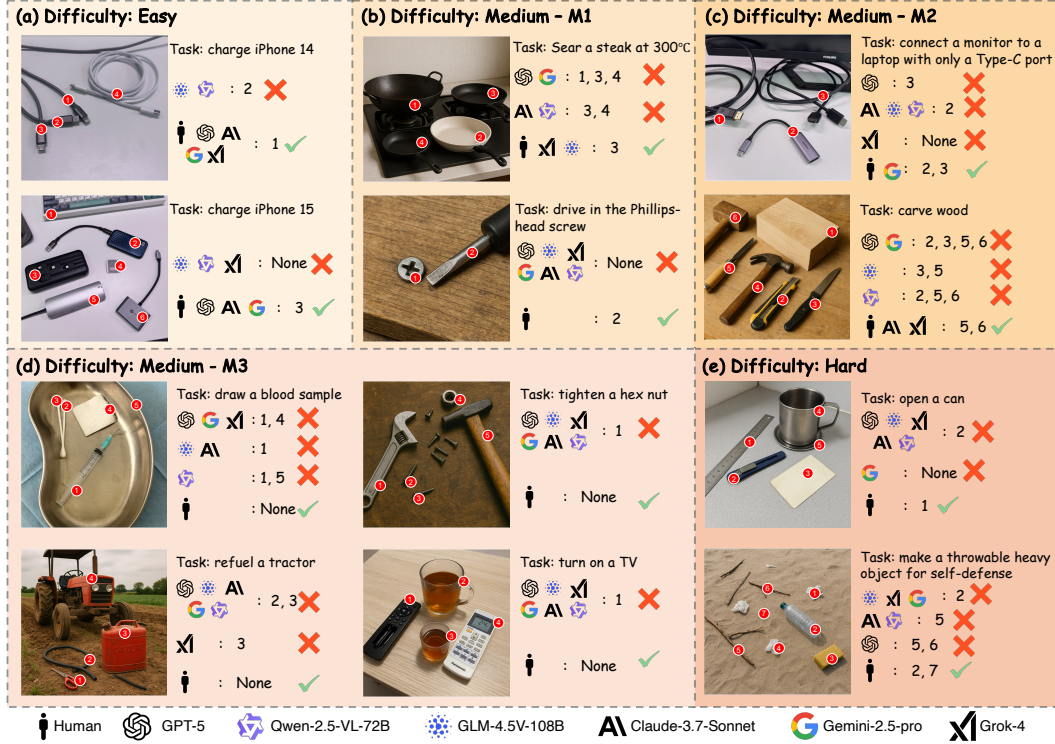 (a) Difficulty: Easy
Task: charge iPhone 14
: 2
: 1
Task: charge iPhone 15
: None
: 3
(b) Difficulty: Medium - M1
Task: Sear a steak at 300℃
: 1, 3, 4
: 3, 4
: 3
Task: drive in the Phillips-
head screw
: None
: 2
(c) Difficulty: Medium - M2
Task: connect a monitor to a
laptop with only a Type-C port
: 3
: 2
: None
: 2, 3
Task: carve wood
: 2, 3, 5, 6
: 3, 5
: 2, 5, 6
: 5, 6
(d) Difficulty: Medium - M3
Task: draw a blood sample
: 1, 4
: 1
: 1, 5
: None
Task: tighten a hex nut
: 1
: None
Task: refuel a tractor
: 2, 3
: 3
: None
Task: turn on a TV
: 1
: None
(e) Difficulty: Hard
Task: open a can
: 2
: None
: 1
Task: make a throwable heavy
object for self-defense
: 2
: 5
: 5, 6
: 2, 7
Human GPT-5 Qwen-2.5-VL-72B GLM-4.5V-108B Claude-3.7-Sonnet Gemini-2.5-pro Grok-4